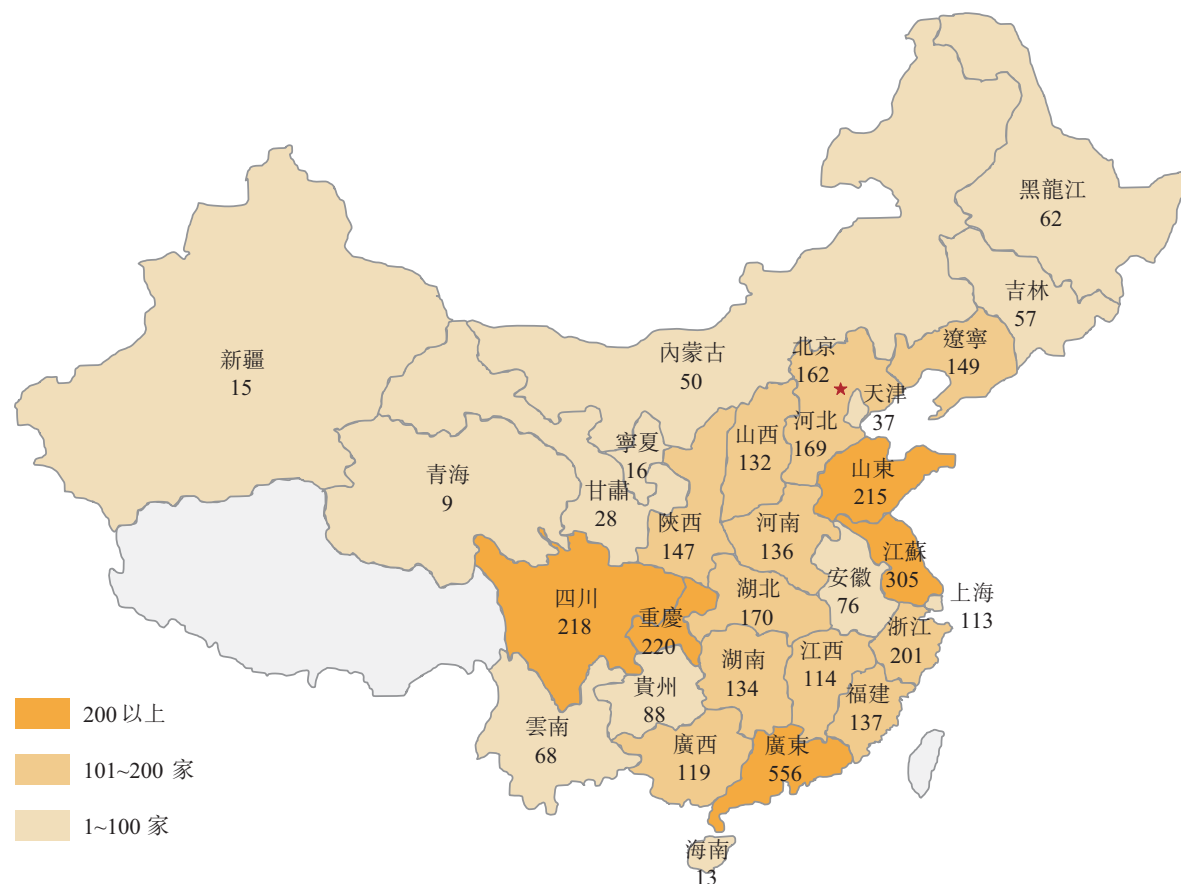 黑龍江
62
吉林
57
遼寧
149
北京
162
內蒙古
50
新疆
15
天津
37
河北
169
山西
132
寧夏
16
山東
215
青海
9
甘肅
28
陝西
147
河南
136
江蘇
305
安徽
76
上海
113
湖北
170
四川
218
重慶
220
浙江
201
江西
114
湖南
134
貴州
88
福建
137
雲南
68
廣西
119
廣東
556
海南
13
200以上
101~200 家
1~100 家